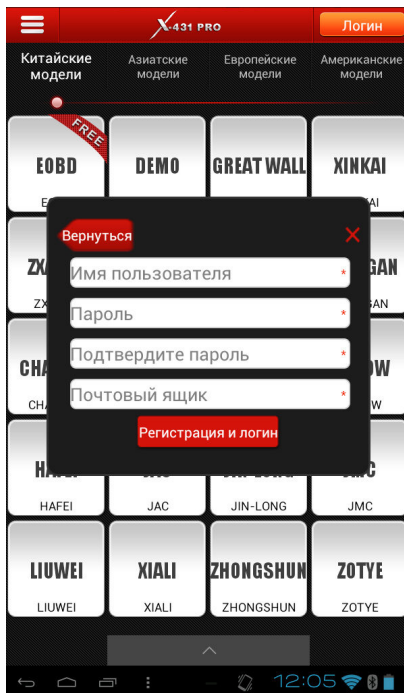 X-431 PRO
Логин
Китайские модели
Азиатские модели
Европейские модели
Американские модели
FREE
EOBD
DEMO
GREAT WALL
XINKAI
Вернуться
Имя пользователя *
Пароль *
Подтвердите пароль *
Почтовый ящик *
Регистрация и логин
HAFEI
JAC
JIN-LONG
JMC
LIUWEI
XIALI
ZHONGSHUN
ZOTYE
LIUWEI
XIALI
ZHONGSHUN
ZOTYE
12:05